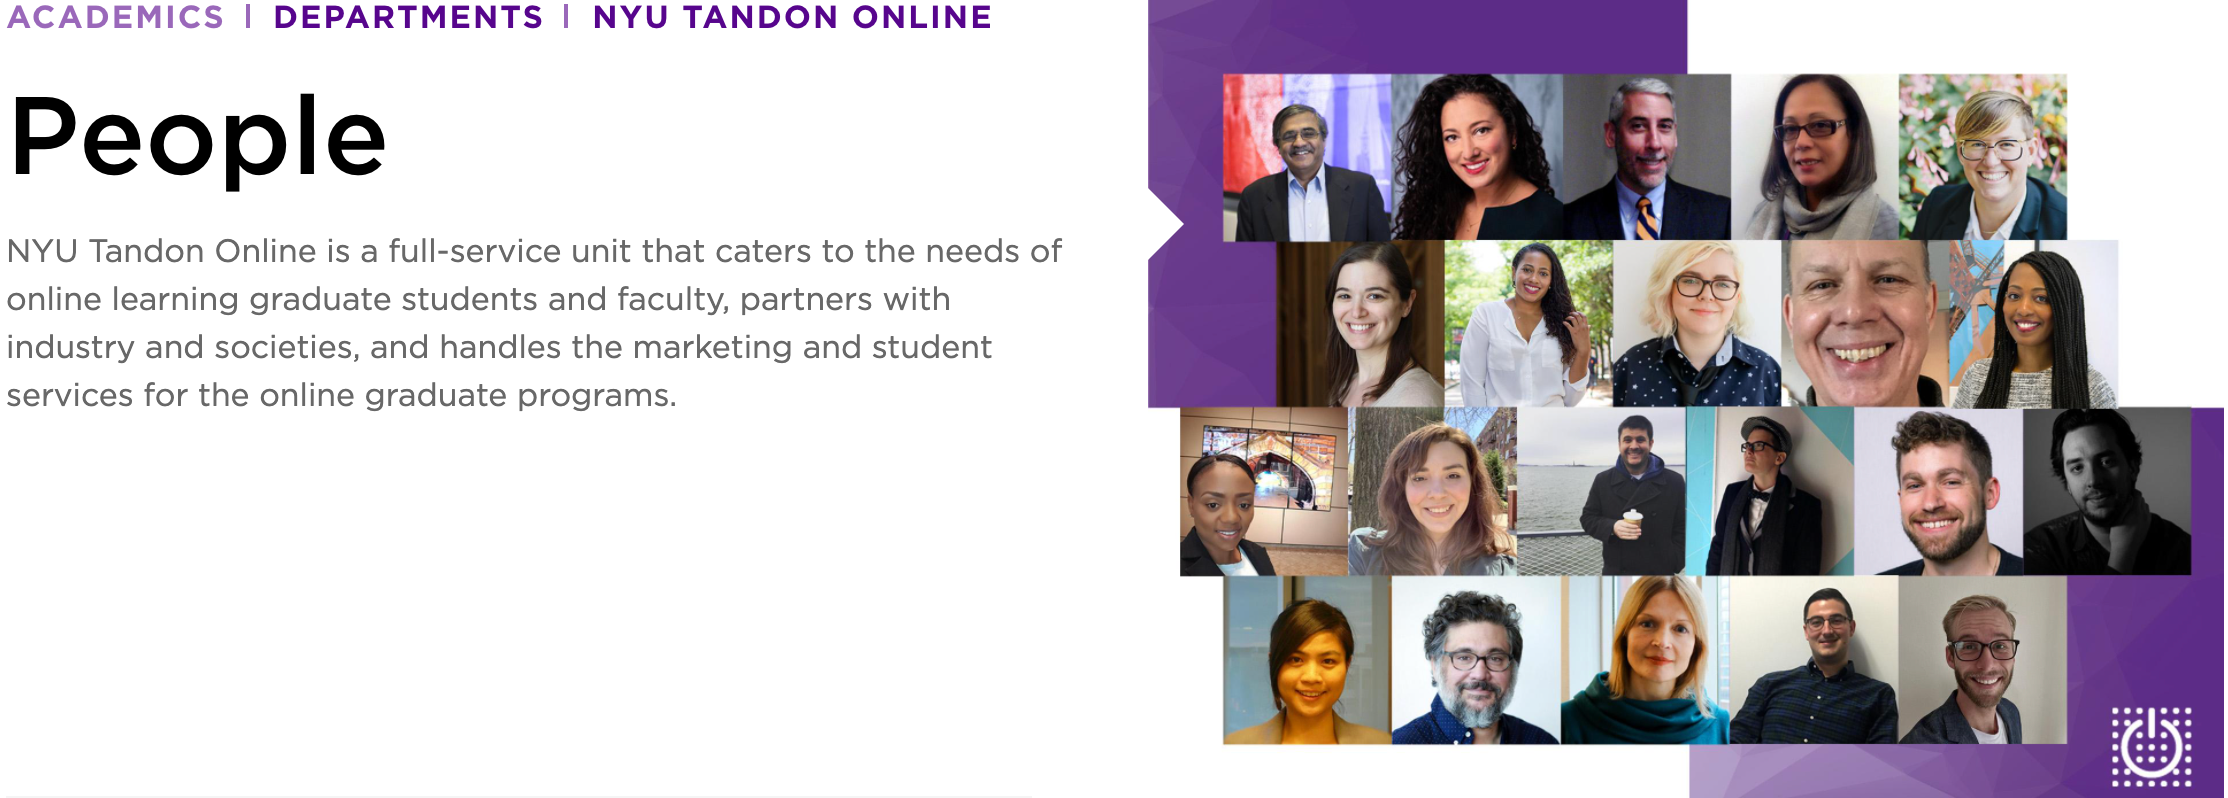 ACADEMICS | DEPARTMENTS | NYU TANDON ONLINE
People
NYU Tandon Online is a full-service unit that caters to the needs of
online learning graduate students and faculty, partners with
industry and societies, and handles the marketing and student
services for the online graduate programs.